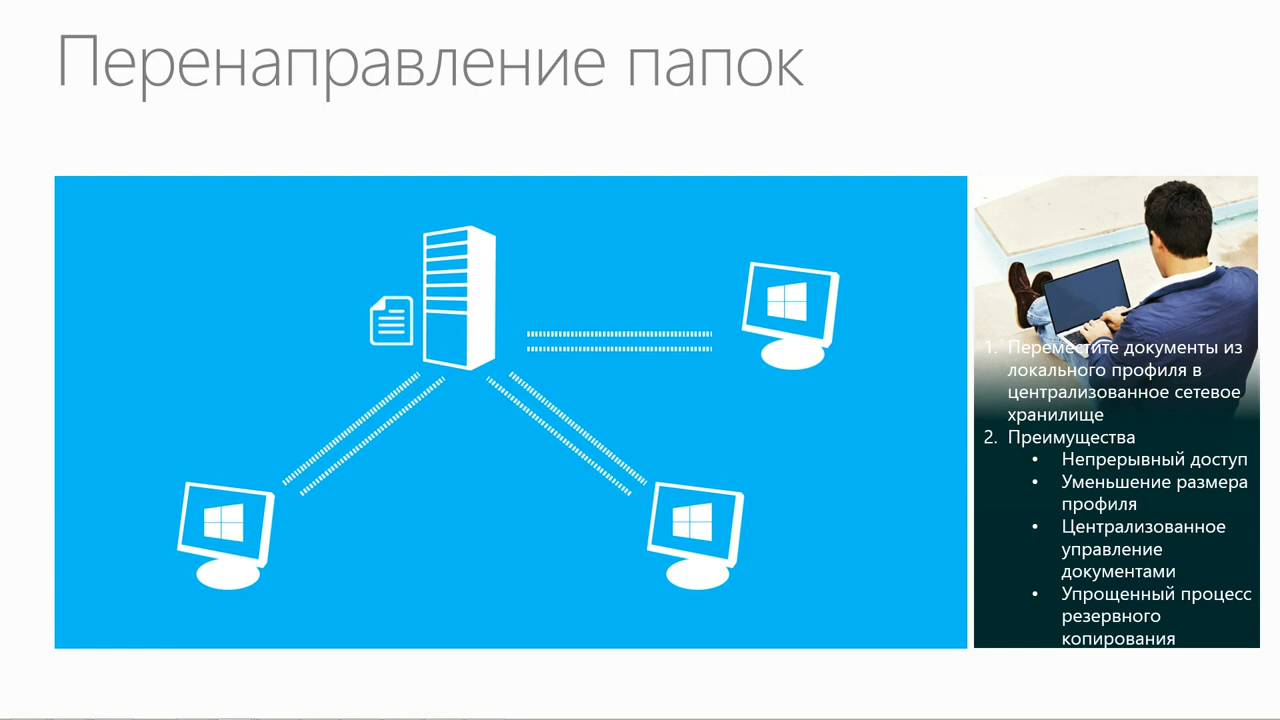 Перенаправление папок
1. Переместите документы из
локального профиля в
централизованное сетевое
хранилище
2. Преимущества
• Непрерывный доступ
• Уменьшение размера
профиля
• Централизованное
управление
документами
• Упрощенный процесс
резервного
копирования